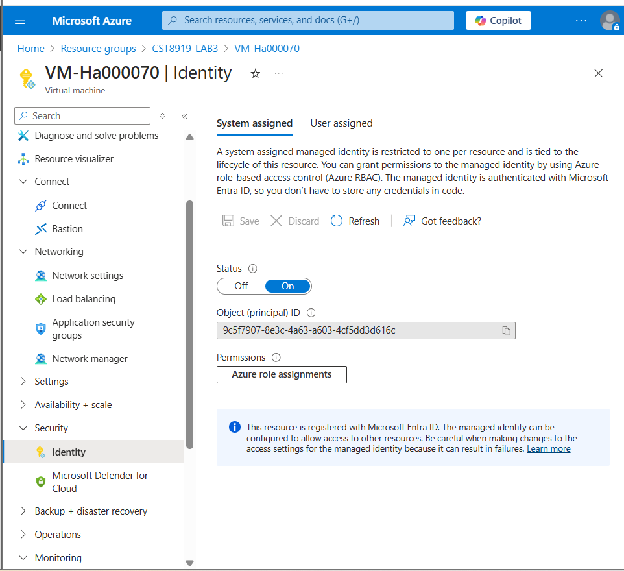 Microsoft Azure
Search resources, services, and docs (G+/)
Copilot
Home > Resource groups > CST8919-LAB3 > VM-Ha000070
VM-Ha000070 | Identity
Virtual machine
Search
Diagnose and solve problems
Resource visualizer
Connect
Connect
Bastion
Networking
Network settings
Load balancing
Application security
groups
Network manager
Settings
Availability + scale
Security
Identity
Microsoft Defender for
Cloud
Backup + disaster recovery
Operations
Monitoring
System assigned
User assigned
A system assigned managed identity is restricted to one per resource and is tied to the
lifecycle of this resource. You can grant permissions to the managed identity by using Azure
role-based access control (Azure RBAC). The managed identity is authenticated with Microsoft
Entra ID, so you don't have to store any credentials in code.
Save
Discard
Refresh
Got feedback?
Status
Off
On
Object (principal) ID
9c5f7907-8e3c-4a63-a603-4cf5dd3d616c
Permissions
Azure role assignments
This resource is registered with Microsoft Entra ID. The managed identity can be
configured to allow access to other resources. Be careful when making changes to the
access settings for the managed identity because it can result in failures. Learn more